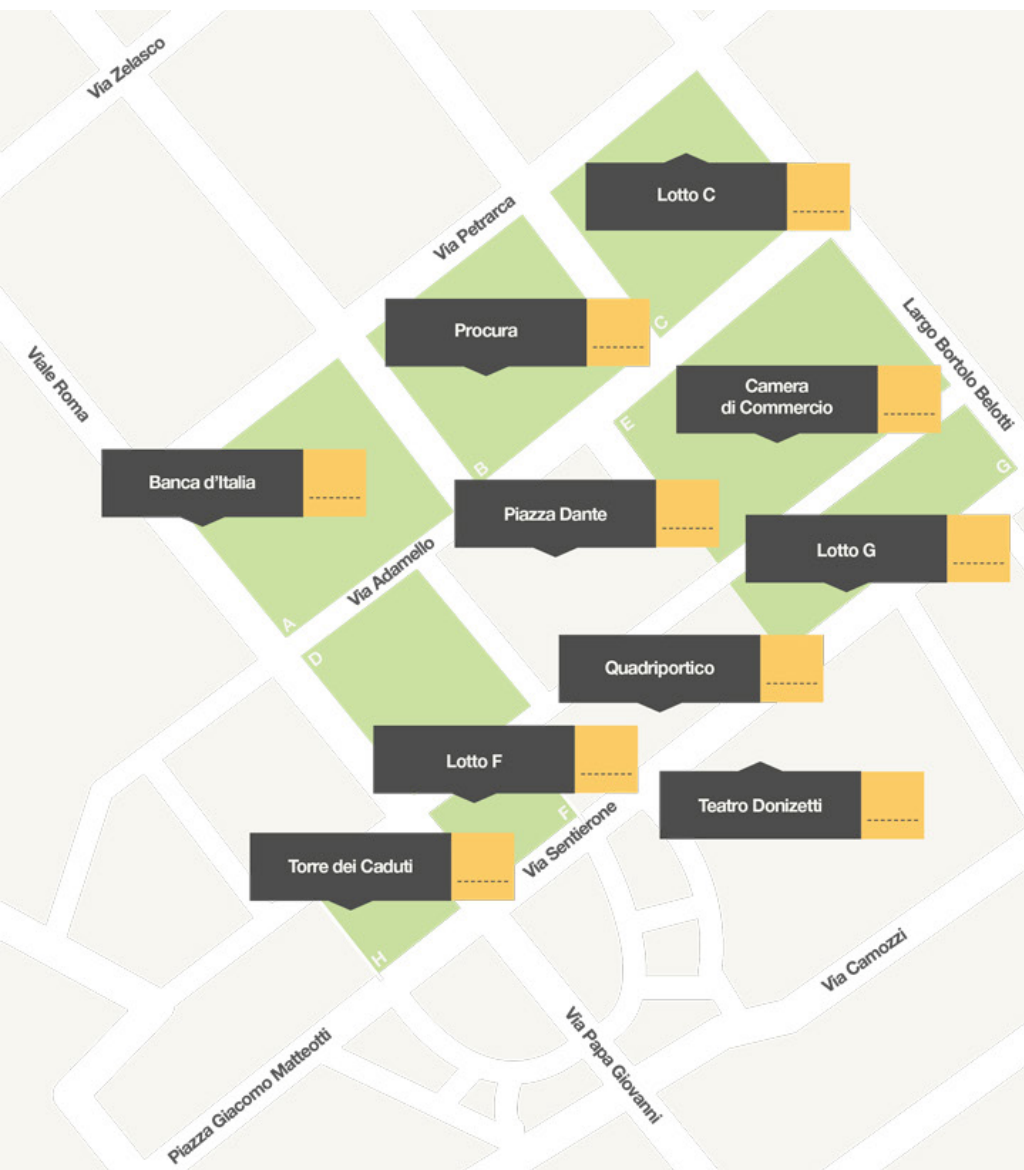 Via Zelasco
Lotto C
Via Petrarca
Procura
C
Largo Bortolo Belotti
Viale Roma
Camera
di Commercio
E
B
G
Banca d'Italia
Piazza Dante
Via Adamello
Lotto G
A
D
Quadriportico
Lotto F
Teatro Donizetti
F
Via Sentierone
Torre dei Caduti
H
Via Camozzi
Via Papa Giovanni
Piazza Giacomo Matteotti